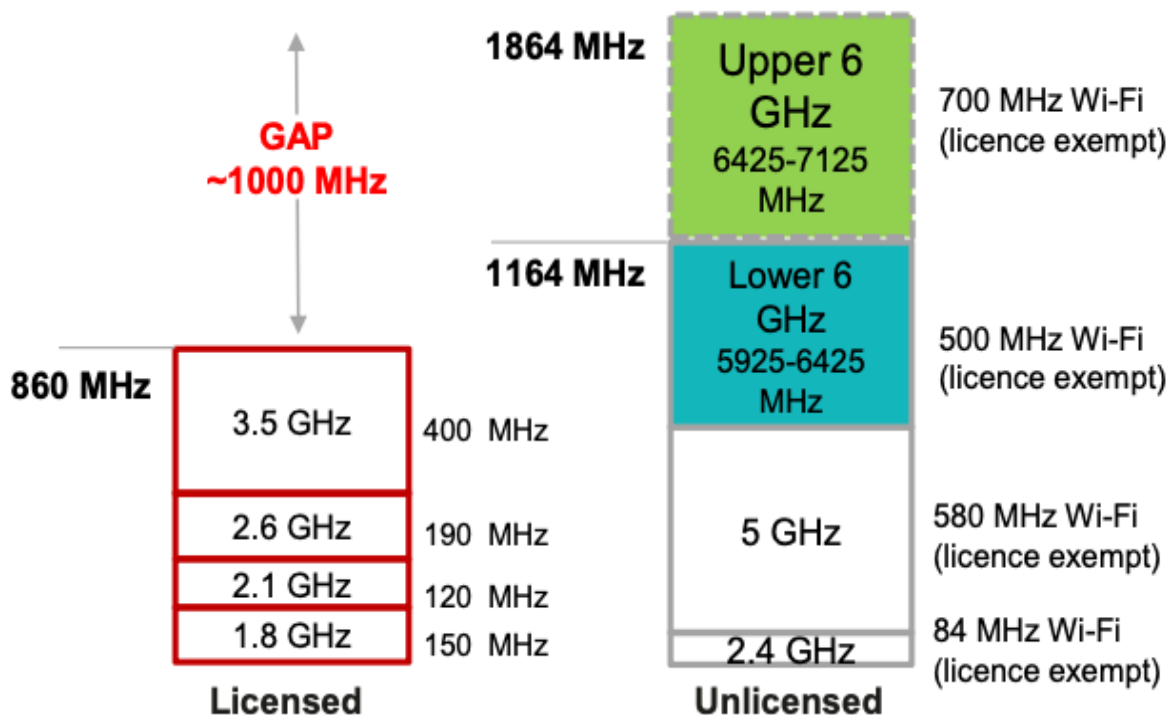 GAP
~1000 MHz
860 MHz
3.5 GHz
400 MHz
2.6 GHz
190 MHz
2.1 GHz
120 MHz
1.8 GHz
150 MHz
Licensed
1864 MHz
Upper 6
GHz
6425-7125
MHz
700 MHz Wi-Fi
(licence exempt)
1164 MHz
Lower 6
GHz
5925-6425
MHz
500 MHz Wi-Fi
(licence exempt)
5 GHz
580 MHz Wi-Fi
(licence exempt)
2.4 GHz
84 MHz Wi-Fi
(licence exempt)
Unlicensed